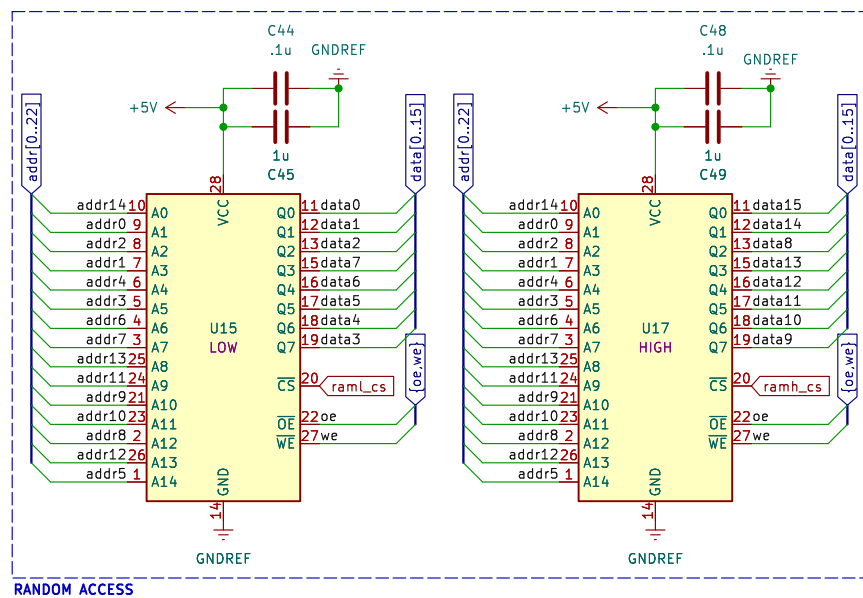 C44
.1u
GNDREF
+5V
1u
C45
addr[0..22]
data[0..15]
28
VCC
addr14 10 A0 Q0 11 data0
addr0 9 A1 Q1 12 data1
addr2 8 A2 Q2 13 data2
addr1 7 A3 Q3 15 data7
addr4 6 A4 Q4 16 data6
addr3 5 A5 Q5 17 data5
addr6 4 A6 Q6 18 data4
addr7 3 A7 Q7 19 data3
U15
LOW
addr13 25 A8
addr11 24 A9 CS 20 raml_cs
addr9 21 A10
addr10 23 A11 OE 22 oe
addr8 2 A12 WE 27 we
addr12 26 A13
addr5 1 A14
{oe,we}
GND
14
GNDREF
C48
.1u
GNDREF
+5V
1u
C49
addr[0..22]
data[0..15]
28
VCC
addr14 10 A0 Q0 11 data15
addr0 9 A1 Q1 12 data14
addr2 8 A2 Q2 13 data8
addr1 7 A3 Q3 15 data13
addr4 6 A4 Q4 16 data12
addr3 5 A5 Q5 17 data11
addr6 4 A6 Q6 18 data10
addr7 3 A7 Q7 19 data9
U17
HIGH
addr13 25 A8
addr11 24 A9 CS 20 ramh_cs
addr9 21 A10
addr10 23 A11 OE 22 oe
addr8 2 A12 WE 27 we
addr12 26 A13
addr5 1 A14
{oe,we}
GND
14
GNDREF
RANDOM ACCESS